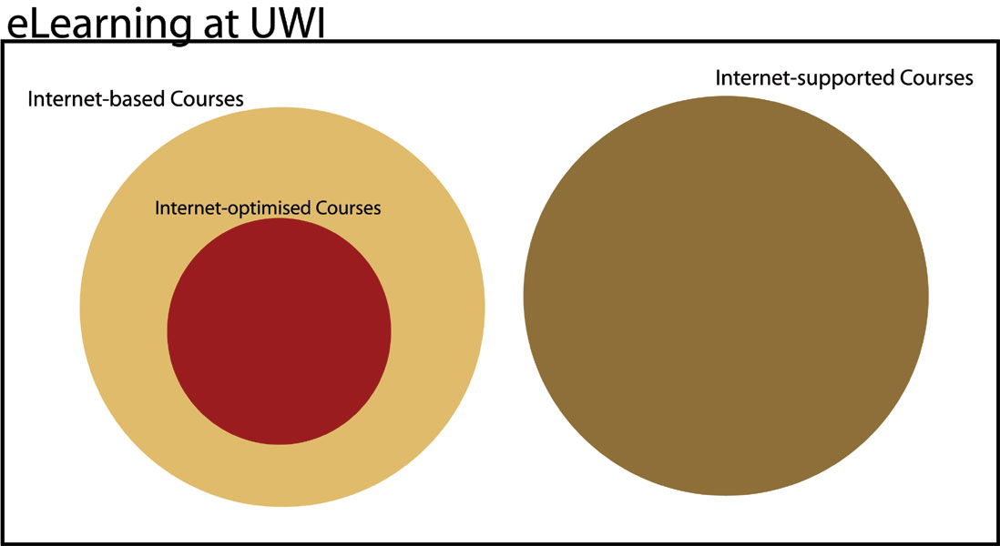 eLearning at UWI
Internet-supported Courses
Internet-based Courses
Internet-optimised Courses